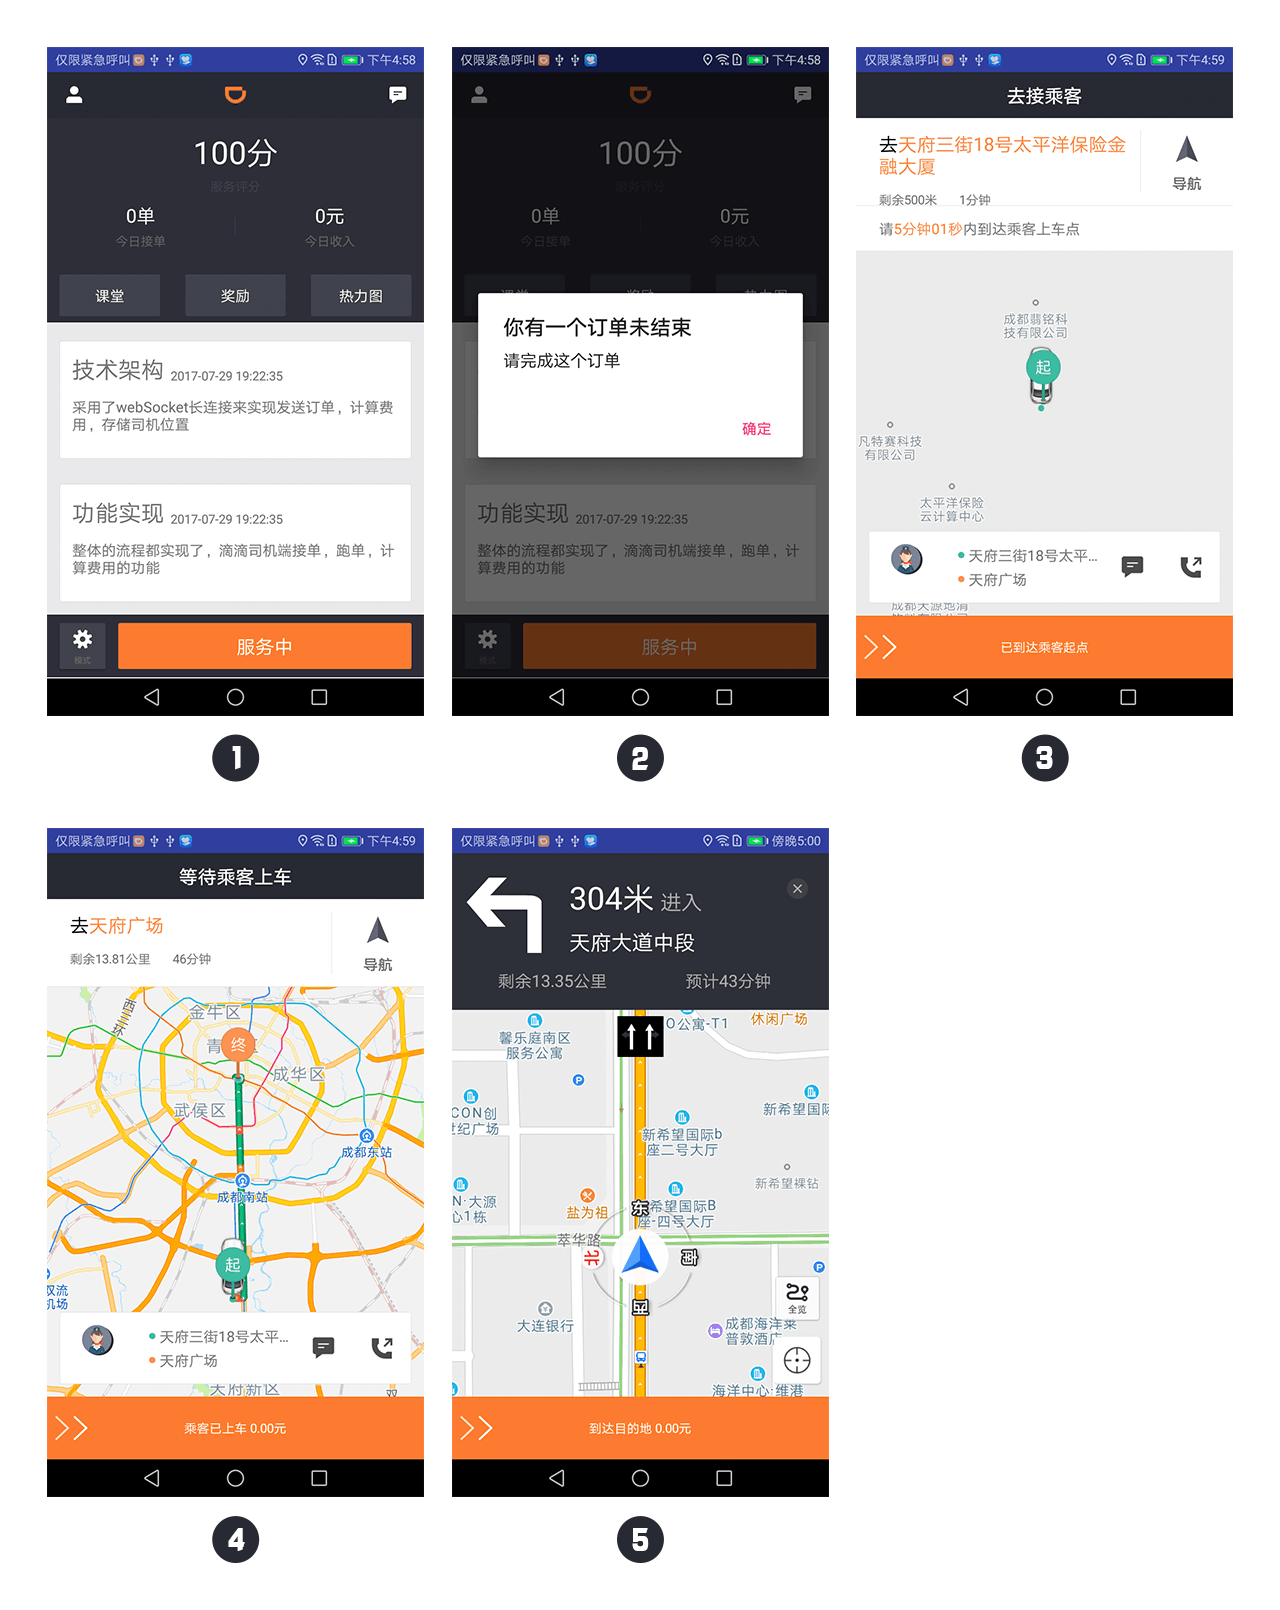 仅限紧急呼叫 下午4:58
100分
服务评分
0单 0元
今日接单 今日收入
课堂 奖励 热力图
技术架构 2017-07-29 19:22:35
采用了webSocket长连接来实现发送订单，计算费
用，存储司机位置
功能实现 2017-07-29 19:22:35
整体的流程都实现了，滴滴司机端接单，跑单，计
算费用的功能
模式
服务中
1
仅限紧急呼叫 下午4:58
100分
服务评分
0单 0元
今日接单 今日收入
你有一个订单未结束
请完成这个订单
确定
功能实现 2017-07-29 19:22:35
整体的流程都实现了，滴滴司机端接单，跑单，计
算费用的功能
模式
服务中
2
仅限紧急呼叫 下午4:59
去接乘客
去天府三街18号太平洋保险金
融大厦
导航
剩余500米 1分钟
请5分钟01秒内到达乘客上车点
成都翡铭科
技有限公司
起
凡特赛科技
有限公司
太平洋保险
云计算中心
天府三街18号太平...
天府广场
成都天源地消
已到达乘客起点
3
仅限紧急呼叫 下午4:59
等待乘客上车
去天府广场
剩余13.81公里 46分钟
导航
金牛区
终
成华区
武侯区
成都东站
成都南站
起
双流
机场
天府三街18号太平...
天府广场
天府新区
乘客已上车 0.00元
4
仅限紧急呼叫 傍晚5:00
304米 进入
天府大道中段
剩余13.35公里 预计43分钟
O公寓-T1 休闲广场
馨乐庭南区
服务公寓
P
CON创
世纪广场
新希望国际
新希望国际b
座二号大厅
新希望裸钻
N·大源
心1栋
盐为祖
希望国际B
座-四号大厅
东
萃华路
北
南
西
P
全览
大连银行
成都海洋莱
普敦酒店
海洋中心·维港
到达目的地 0.00元
5